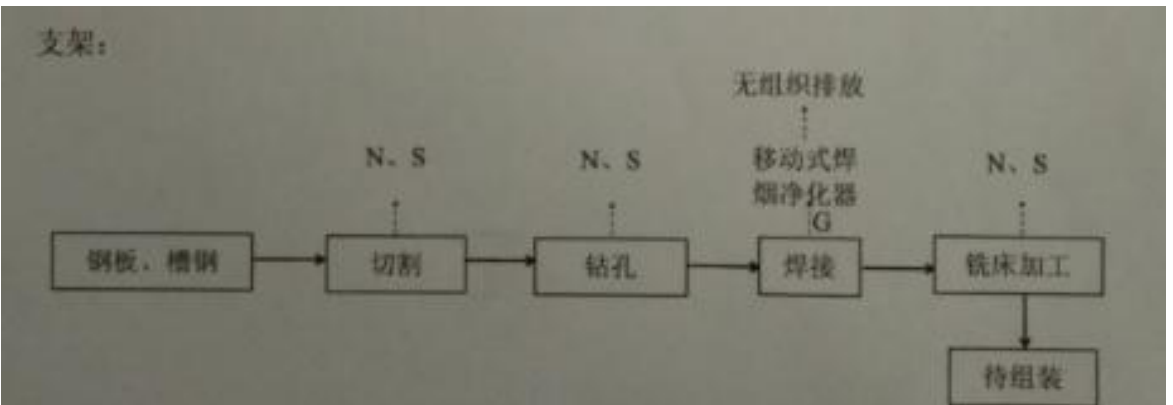 支架：
无组织排放
N、S
N、S
移动式焊
烟净化器
N、S
G
钢板、槽钢
切割
钻孔
焊接
铣床加工
待组装